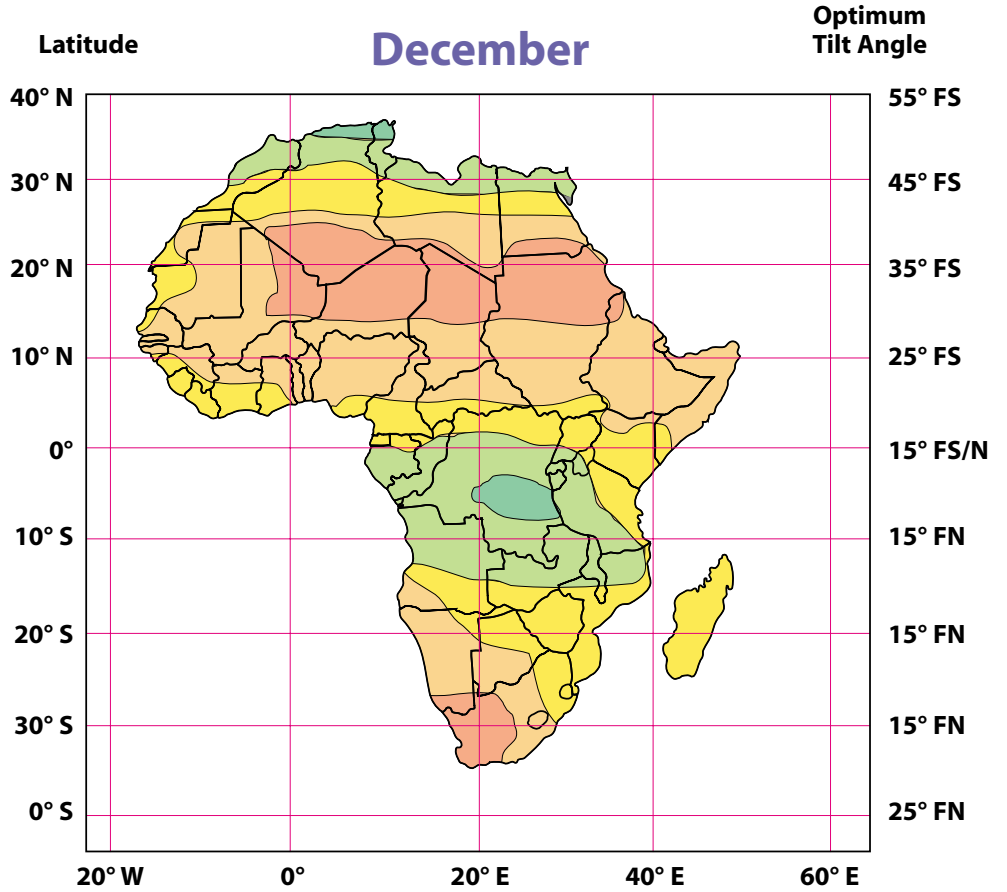 Latitude
December
Optimum
Tilt Angle
40° N
55° FS
30° N
45° FS
20° N
35° FS
10° N
25° FS
0°
15° FS/N
10° S
15° FN
20° S
15° FN
30° S
15° FN
0° S
25° FN
20° W
0°
20° E
40° E
60° E